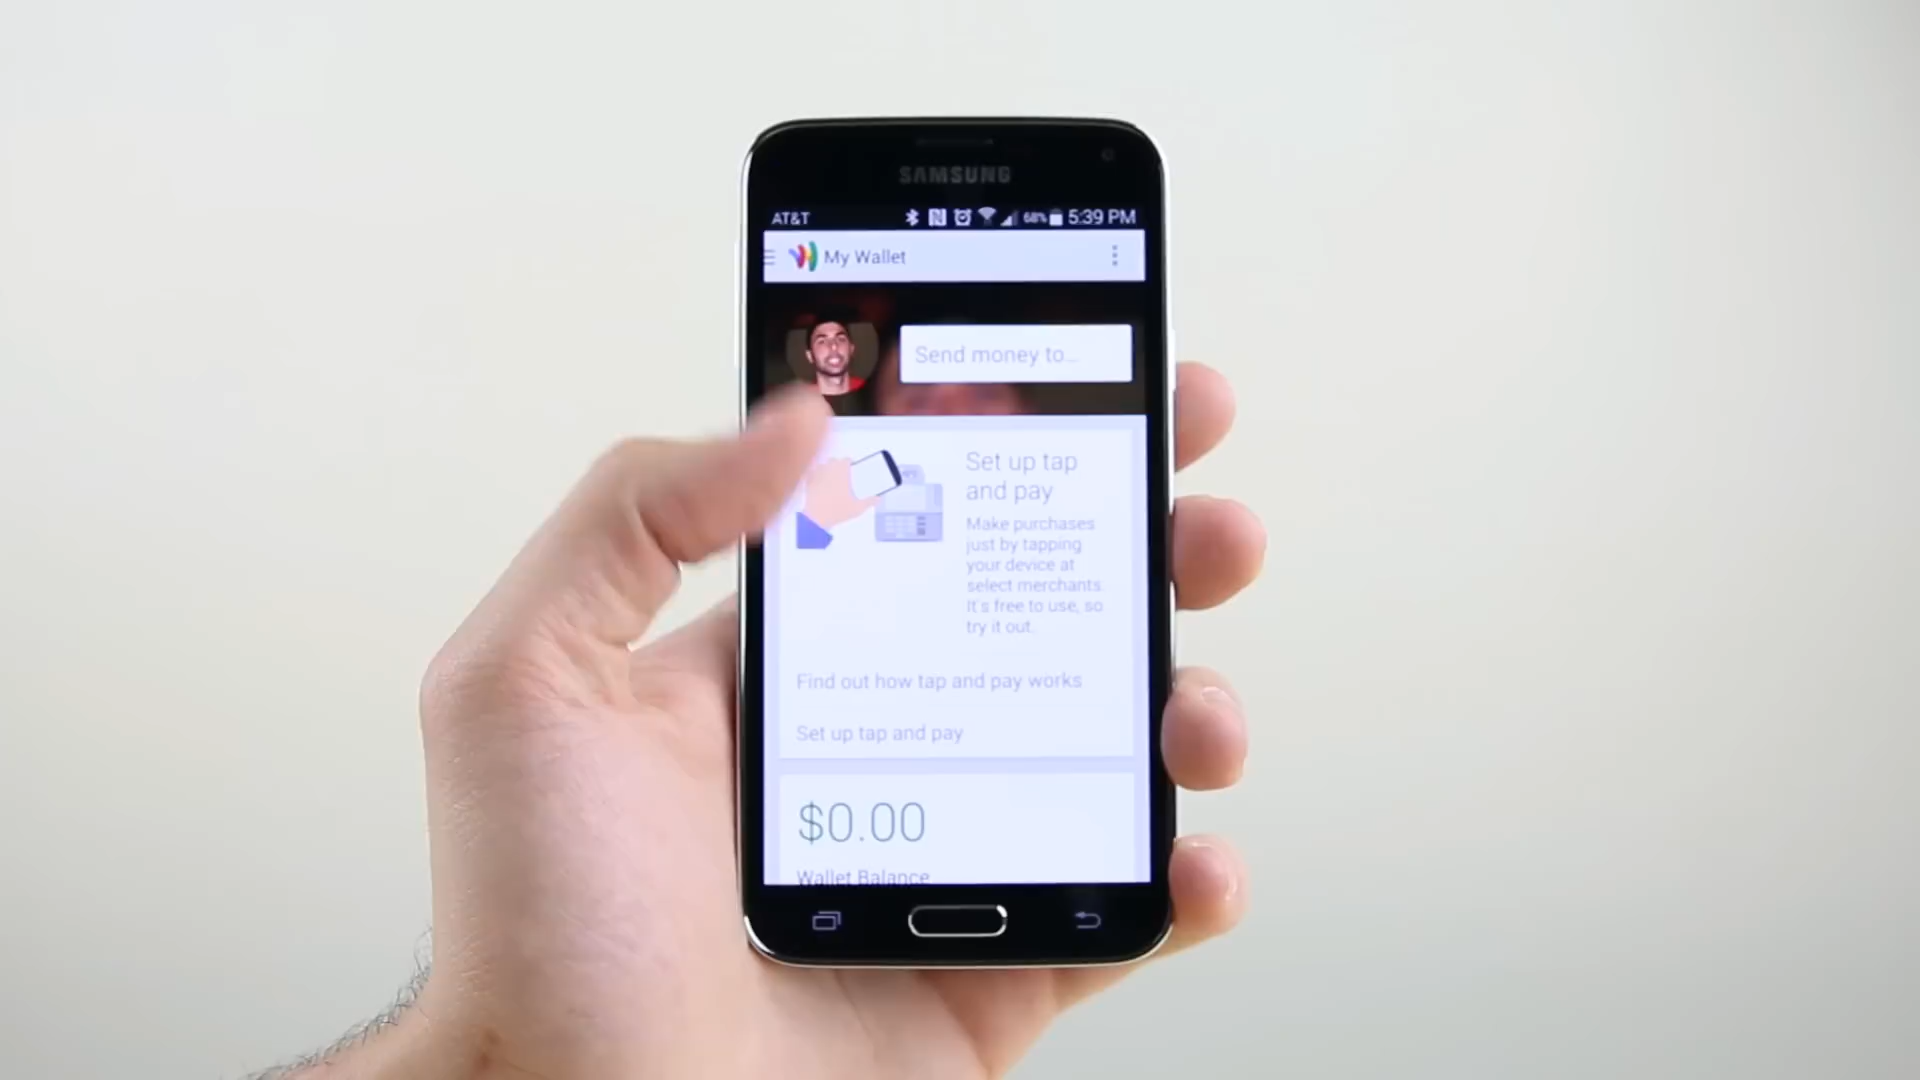 SAMSUNG
AT&T 68% 5:39 PM
My Wallet
Send money to...
Set up tap
and pay
Make purchases
just by tapping
your device at
select merchants.
It's free to use, so
try it out.
Find out how tap and pay works
Set up tap and pay
$0.00
Wallet Balance